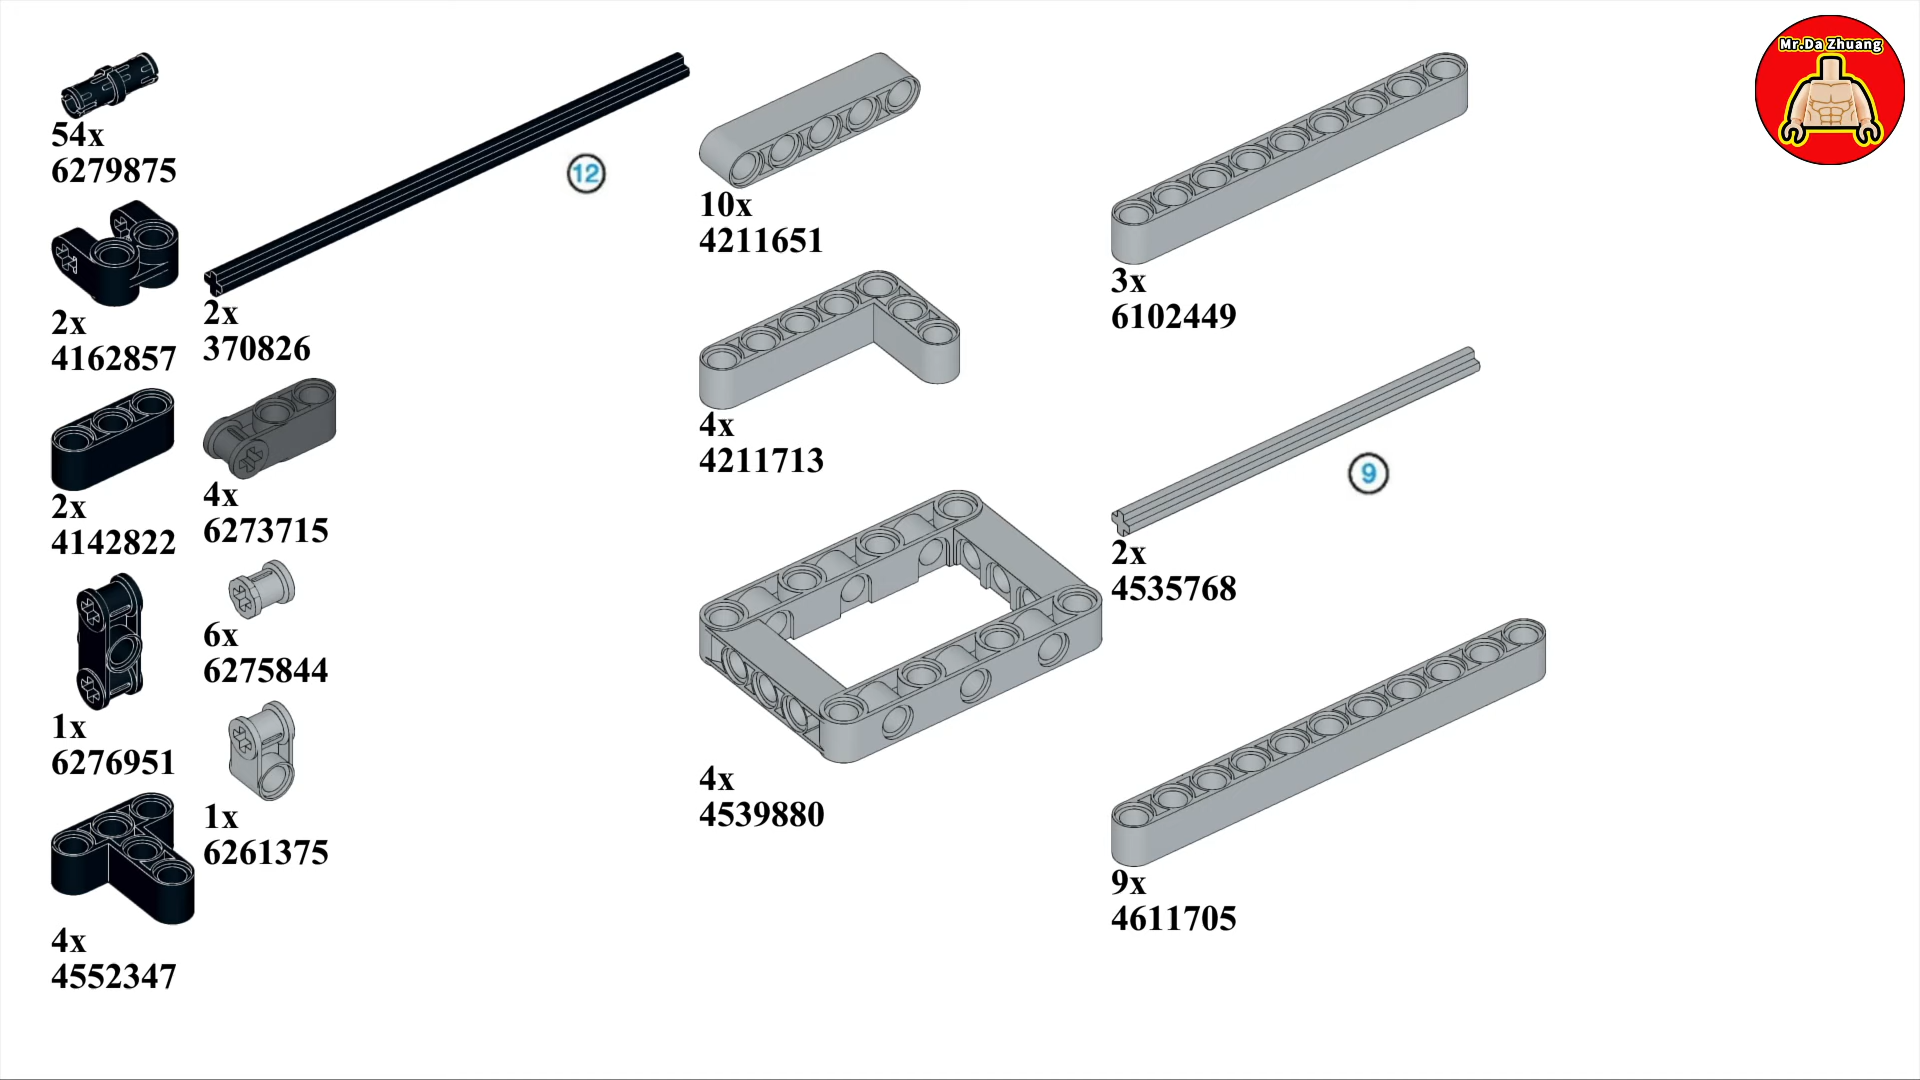 54x
6279875
2x
4162857
2x
4142822
1x
6276951
4x
4552347
12
2x
370826
4x
6273715
6x
6275844
1x
6261375
10x
4211651
4x
4211713
4x
4539880
3x
6102449
9
2x
4535768
9x
4611705
Mr.Da Zhuang